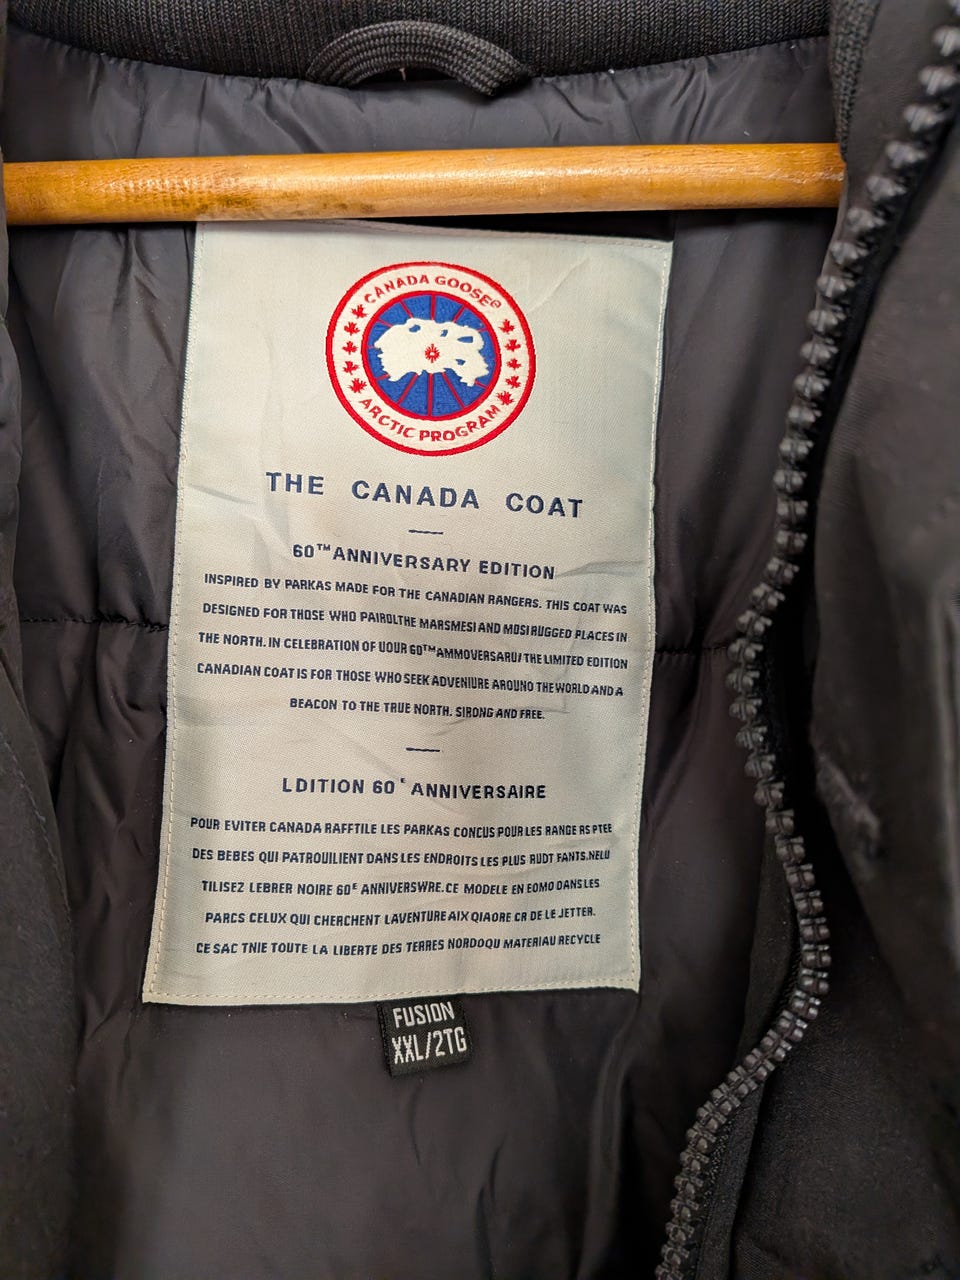 CANADA GOOSE®
ARCTIC PROGRAM
THE CANADA COAT
60™ ANNIVERSARY EDITION
INSPIRED BY PARKAS MADE FOR THE CANADIAN RANGERS. THIS COAT WAS
DESIGNED FOR THOSE WHO PAIROLTHE MARSMESI AND MOSI RUGGED PLACES IN
THE NORTH. IN CELEBRATION OF UOUR 60™AMMOVERSARU/ THE LIMITED EDITION
CANADIAN COAT IS FOR THOSE WHO SEEK ADVENIURE AROUNO THE WORLD AND A
BEACON TO THE TRUE NORTH. SIRONG AND FREE.
LDITION 60ᴱ ANNIVERSAIRE
POUR EVITER CANADA RAFFTILE LES PARKAS CONCUS POUR LES RANGE RS PTEE
DES BEBES QUI PATROUILIENT DANS LES ENDROITS LES PLUS RUDT FANTS.NELU
TILISEZ LEBRER NOIRE 60ᴱ ANNIVERSWRE.CE MODELE EN EOMO DANS LES
PARCS CELUX QUI CHERCHENT LAVENTURE AIX QIAORE CR DE LE JETTER.
CE SAC TNIE TOUTE LA LIBERTE DES TERRES NORDOQU MATERIAU RECYCLE
FUSION
XXL/2TG